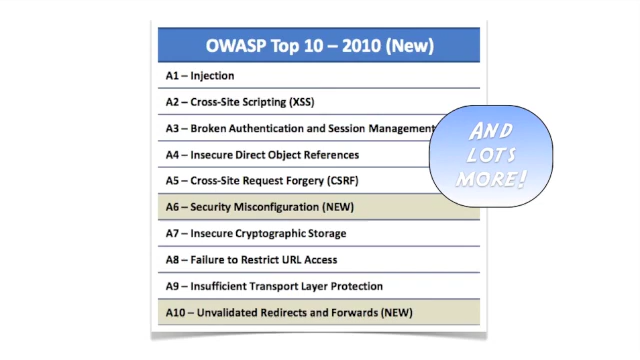 OWASP Top 10 – 2010 (New)
A1 – Injection
A2 – Cross-Site Scripting (XSS)
A3 – Broken Authentication and Session Management
A4 – Insecure Direct Object References
A5 – Cross-Site Request Forgery (CSRF)
A6 – Security Misconfiguration (NEW)
A7 – Insecure Cryptographic Storage
A8 – Failure to Restrict URL Access
A9 – Insufficient Transport Layer Protection
A10 – Unvalidated Redirects and Forwards (NEW)
AND
LOTS
MORE!